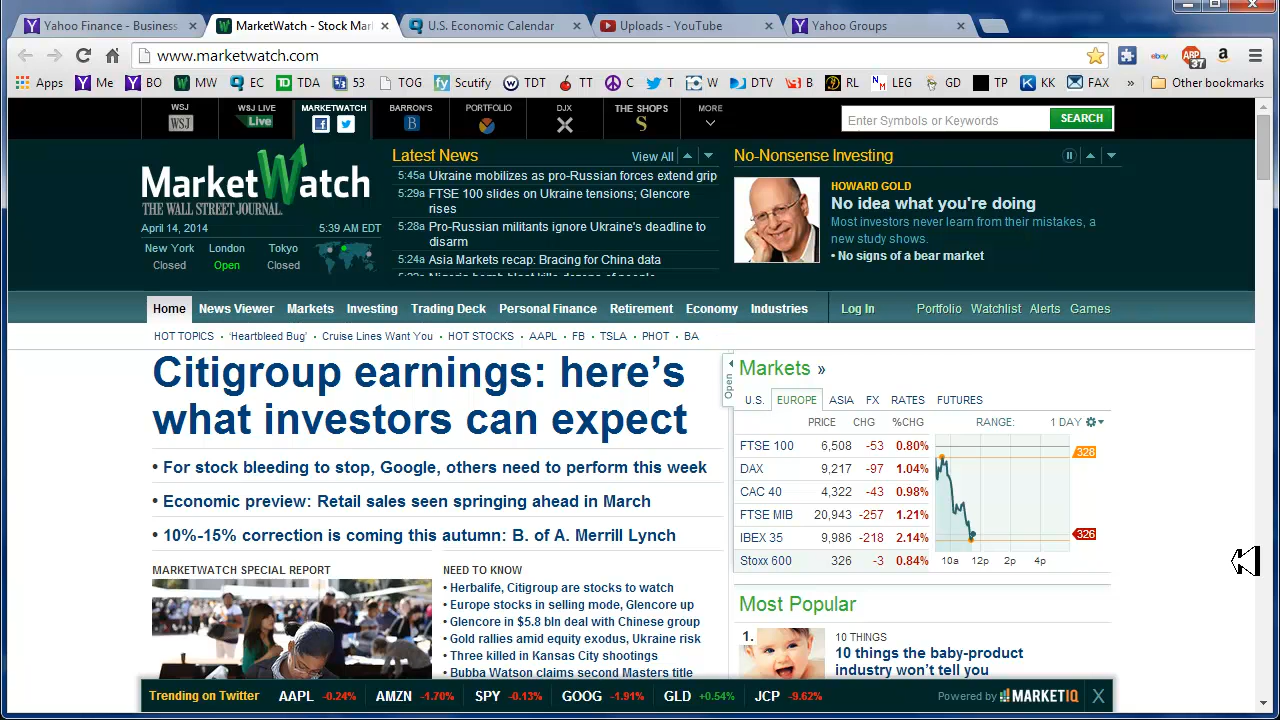 Yahoo Finance - Business
MarketWatch - Stock Mar
U.S. Economic Calendar
Uploads - YouTube
Yahoo Groups
www.marketwatch.com
ebay
ABP
37
Apps
Me
BO
MW
EC
TD
TDA
53
TOG
Scutify
TDT
TT
C
T
W
DTV
B
RL
LEG
GD
TP
KK
FAX
»
Other bookmarks
WSJ
WSJ
WSJ LIVE
Live
MARKETWATCH
BARRON'S
B
PORTFOLIO
DJX
THE SHOPS
S
MORE
Enter Symbols or Keywords
SEARCH
MarketWatch
THE WALL STREET JOURNAL.
April 14, 2014
5:39 AM EDT
New York
London
Tokyo
Closed
Open
Closed
Latest News
View All
5:45a Ukraine mobilizes as pro-Russian forces extend grip
5:29a FTSE 100 slides on Ukraine tensions; Glencore
rises
5:28a Pro-Russian militants ignore Ukraine's deadline to
disarm
5:24a Asia Markets recap: Bracing for China data
No-Nonsense Investing
HOWARD GOLD
No idea what you're doing
Most investors never learn from their mistakes, a
new study shows.
• No signs of a bear market
Home
News Viewer
Markets
Investing
Trading Deck
Personal Finance
Retirement
Economy
Industries
Log In
Portfolio
Watchlist
Alerts
Games
HOT TOPICS • 'Heartbleed Bug' • Cruise Lines Want You • HOT STOCKS • AAPL • FB • TSLA • PHOT • BA
Citigroup earnings: here's
what investors can expect
• For stock bleeding to stop, Google, others need to perform this week
• Economic preview: Retail sales seen springing ahead in March
• 10%-15% correction is coming this autumn: B. of A. Merrill Lynch
MARKETWATCH SPECIAL REPORT
NEED TO KNOW
• Herbalife, Citigroup are stocks to watch
• Europe stocks in selling mode, Glencore up
• Glencore in $5.8 bln deal with Chinese group
• Gold rallies amid equity exodus, Ukraine risk
• Three killed in Kansas City shootings
• Bubba Watson claims second Masters title
Open
Markets »
U.S.
EUROPE
ASIA
FX
RATES
FUTURES
PRICE CHG %CHG
RANGE: 1 DAY
FTSE 100 6,508 -53 0.80%
DAX 9,217 -97 1.04%
CAC 40 4,322 -43 0.98%
FTSE MIB 20,943 -257 1.21%
IBEX 35 9,986 -218 2.14%
Stoxx 600 326 -3 0.84%
328
326
10a 12p 2p 4p
Most Popular
1.
10 THINGS
10 things the baby-product
industry won't tell you
Trending on Twitter
AAPL -0.24%
AMZN -1.70%
SPY -0.13%
GOOG -1.91%
GLD +0.54%
JCP -9.62%
Powered by MARKETIQ
X